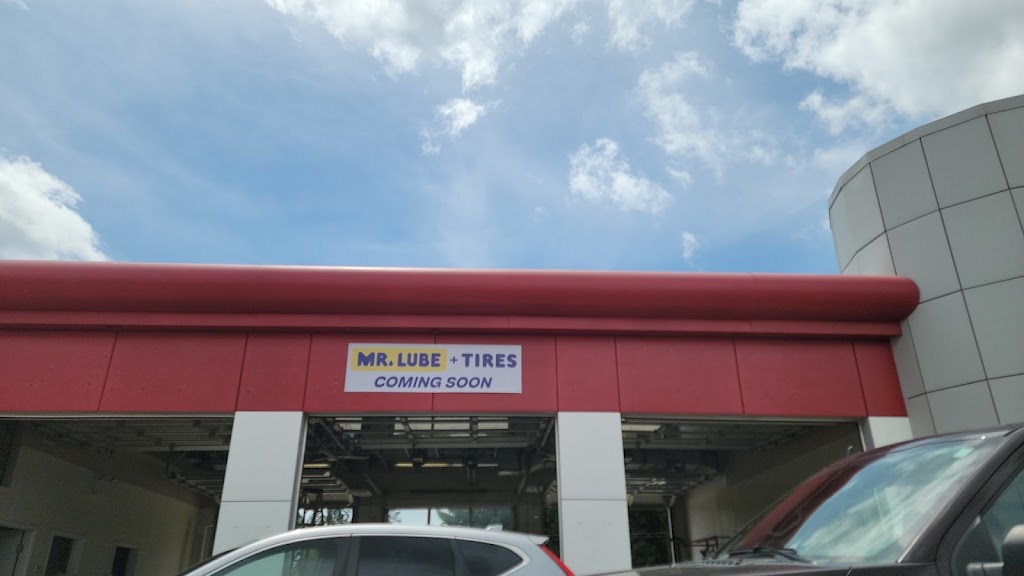 MR. LUBE + TIRES
COMING SOON